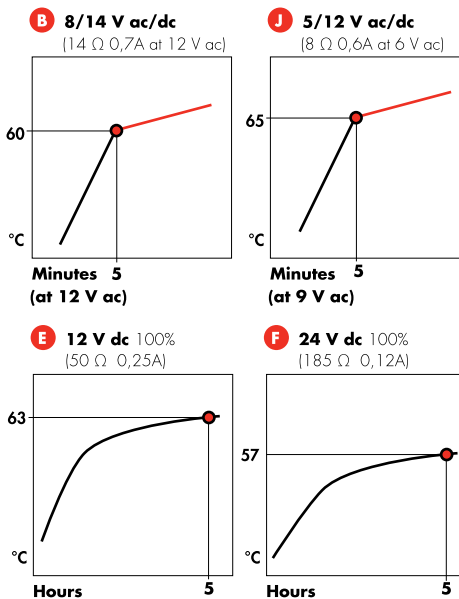 B 8/14 V ac/dc
(14 Ω 0,7A at 12 V ac)
60
°C
Minutes 5
(at 12 V ac)
J 5/12 V ac/dc
(8 Ω 0,6A at 6 V ac)
65
°C
Minutes 5
(at 9 V ac)
E 12 V dc 100%
(50 Ω 0,25A)
63
°C
Hours 5
F 24 V dc 100%
(185 Ω 0,12A)
57
°C
Hours 5